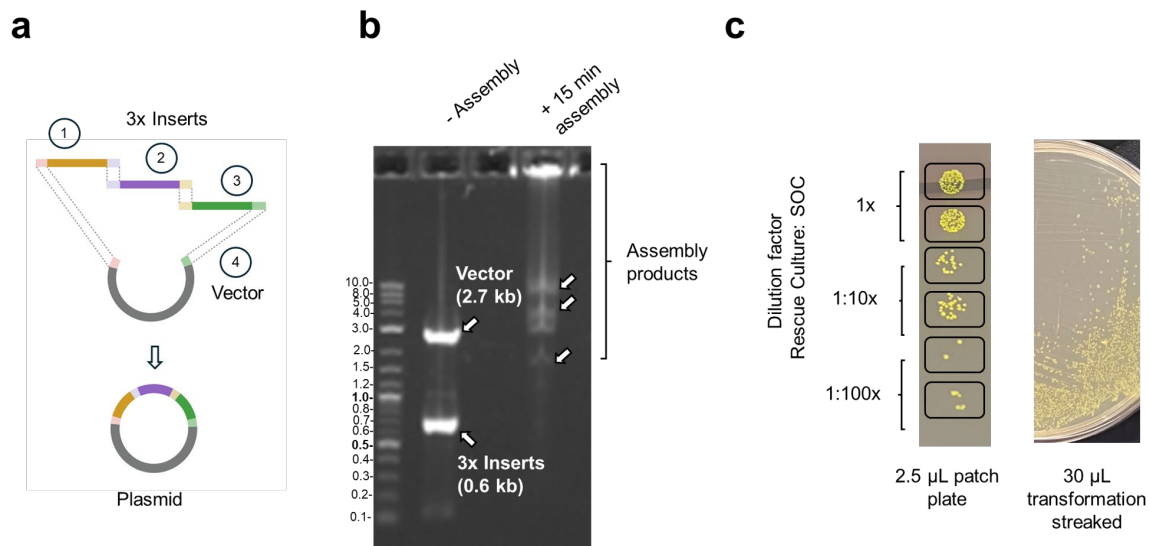 a
3x Inserts
1
2
3
4
Vector
Plasmid
b
- Assembly
+ 15 min
assembly
10.0-
8.0-
5.0-
4.0-
3.0-
2.0-
1.5-
1.2-
1.0-
0.8-
0.7-
0.6-
0.5-
0.4-
0.3-
0.2-
0.1-
Vector
(2.7 kb)
3x Inserts
(0.6 kb)
Assembly
products
c
Dilution factor
Rescue Culture: SOC
1x
1:10x
1:100x
2.5 µL patch
plate
30 µL
transformation
streaked